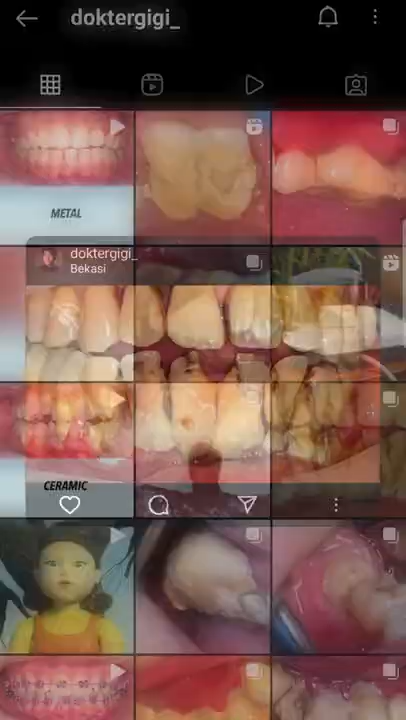 doktergigi_
METAL
doktergigi_
Bekasi
CERAMIC